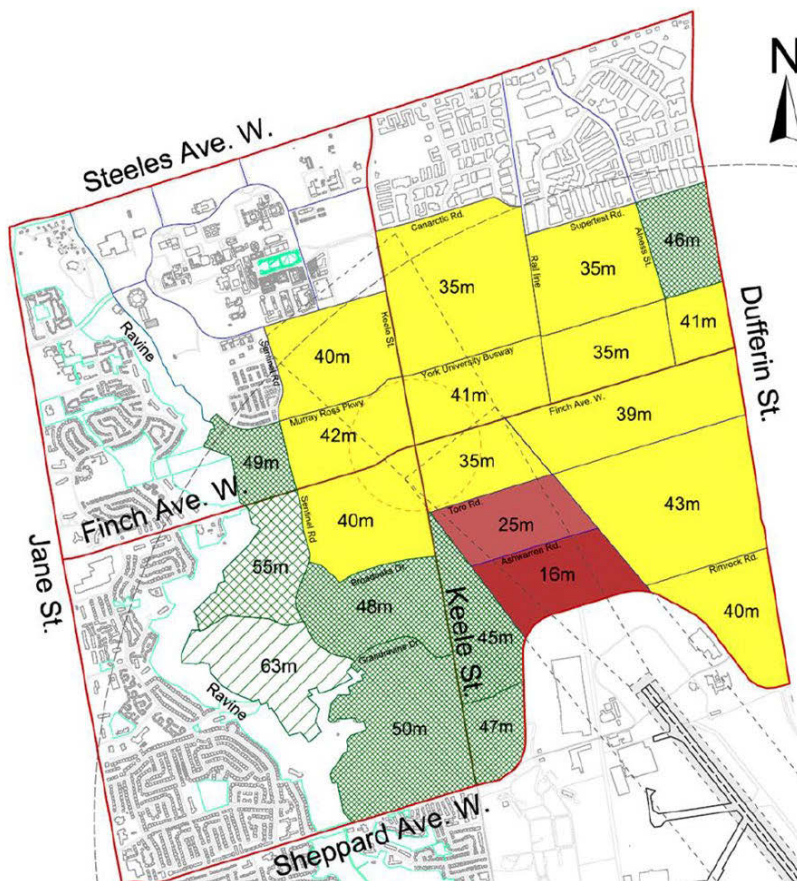 N
Steeles Ave. W.
Canarctic Rd.
Supertest Rd.
Alness St.
46m
35m
Rail line
35m
Ravine
Keele St.
Dufferin St.
40m
Sentinel Rd
41m
35m
York University Busway
41m
Murray Ross Pkwy.
42m
Finch Ave. W.
39m
49m
35m
Finch Ave. W.
Sentinel Rd.
40m
Toro Rd.
25m
43m
55m
Broadoaks Dr.
Ashwarren Rd.
16m
Rimrock Rd.
Jane St.
48m
Keele St.
40m
63m
Grandravine Dr.
45m
Ravine
50m
47m
Sheppard Ave. W.